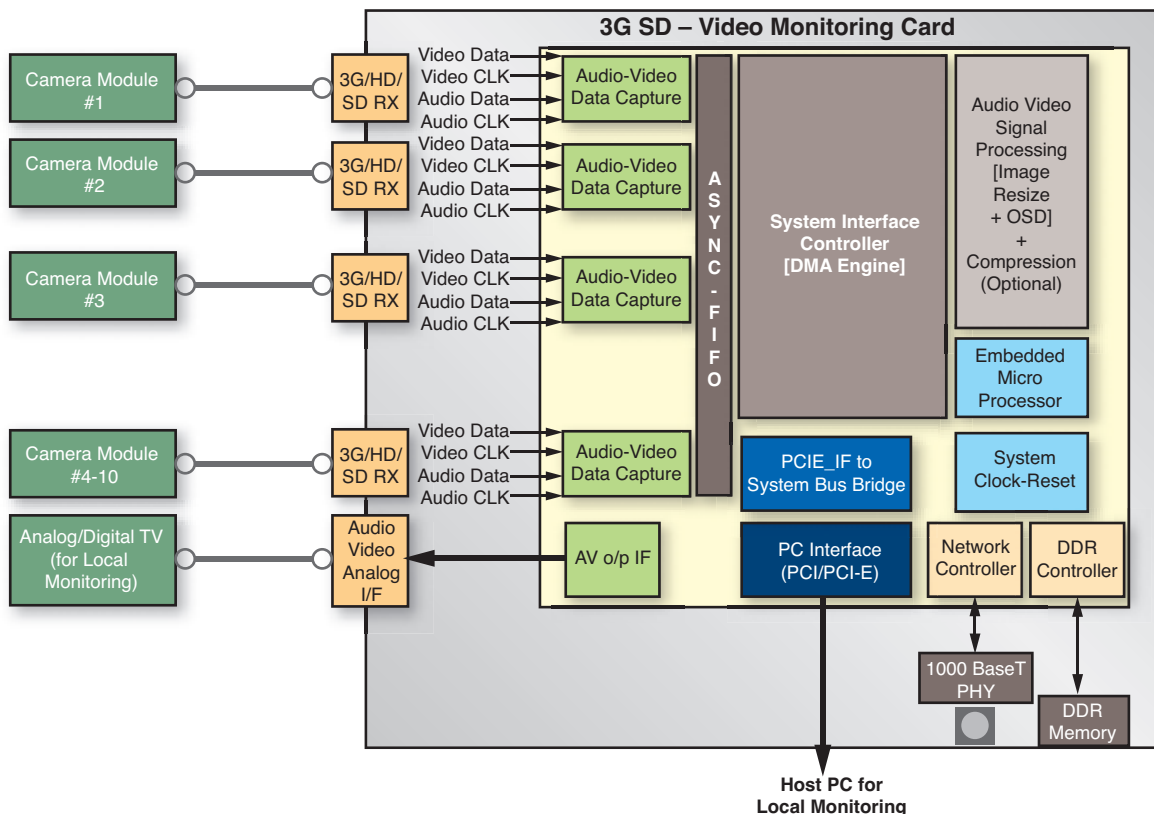 3G SD – Video Monitoring Card
Camera Module
#1
3G/HD/
SD RX
Video Data
Video CLK
Audio Data
Audio CLK
Audio-Video
Data Capture
Camera Module
#2
3G/HD/
SD RX
Video Data
Video CLK
Audio Data
Audio CLK
Audio-Video
Data Capture
Camera Module
#3
3G/HD/
SD RX
Video Data
Video CLK
Audio Data
Audio CLK
Audio-Video
Data Capture
Camera Module
#4-10
3G/HD/
SD RX
Video Data
Video CLK
Audio Data
Audio CLK
Audio-Video
Data Capture
Analog/Digital TV
(for Local
Monitoring)
Audio
Video
Analog
I/F
AV o/p IF
A
S
Y
N
C
-
F
I
F
O
System Interface
Controller
[DMA Engine]
Audio Video
Signal
Processing
[Image
Resize
+ OSD]
+
Compression
(Optional)
Embedded
Micro
Processor
PCIE_IF to
System Bus Bridge
System
Clock-Reset
PC Interface
(PCI/PCI-E)
Network
Controller
DDR
Controller
1000 BaseT
PHY
DDR
Memory
Host PC for
Local Monitoring